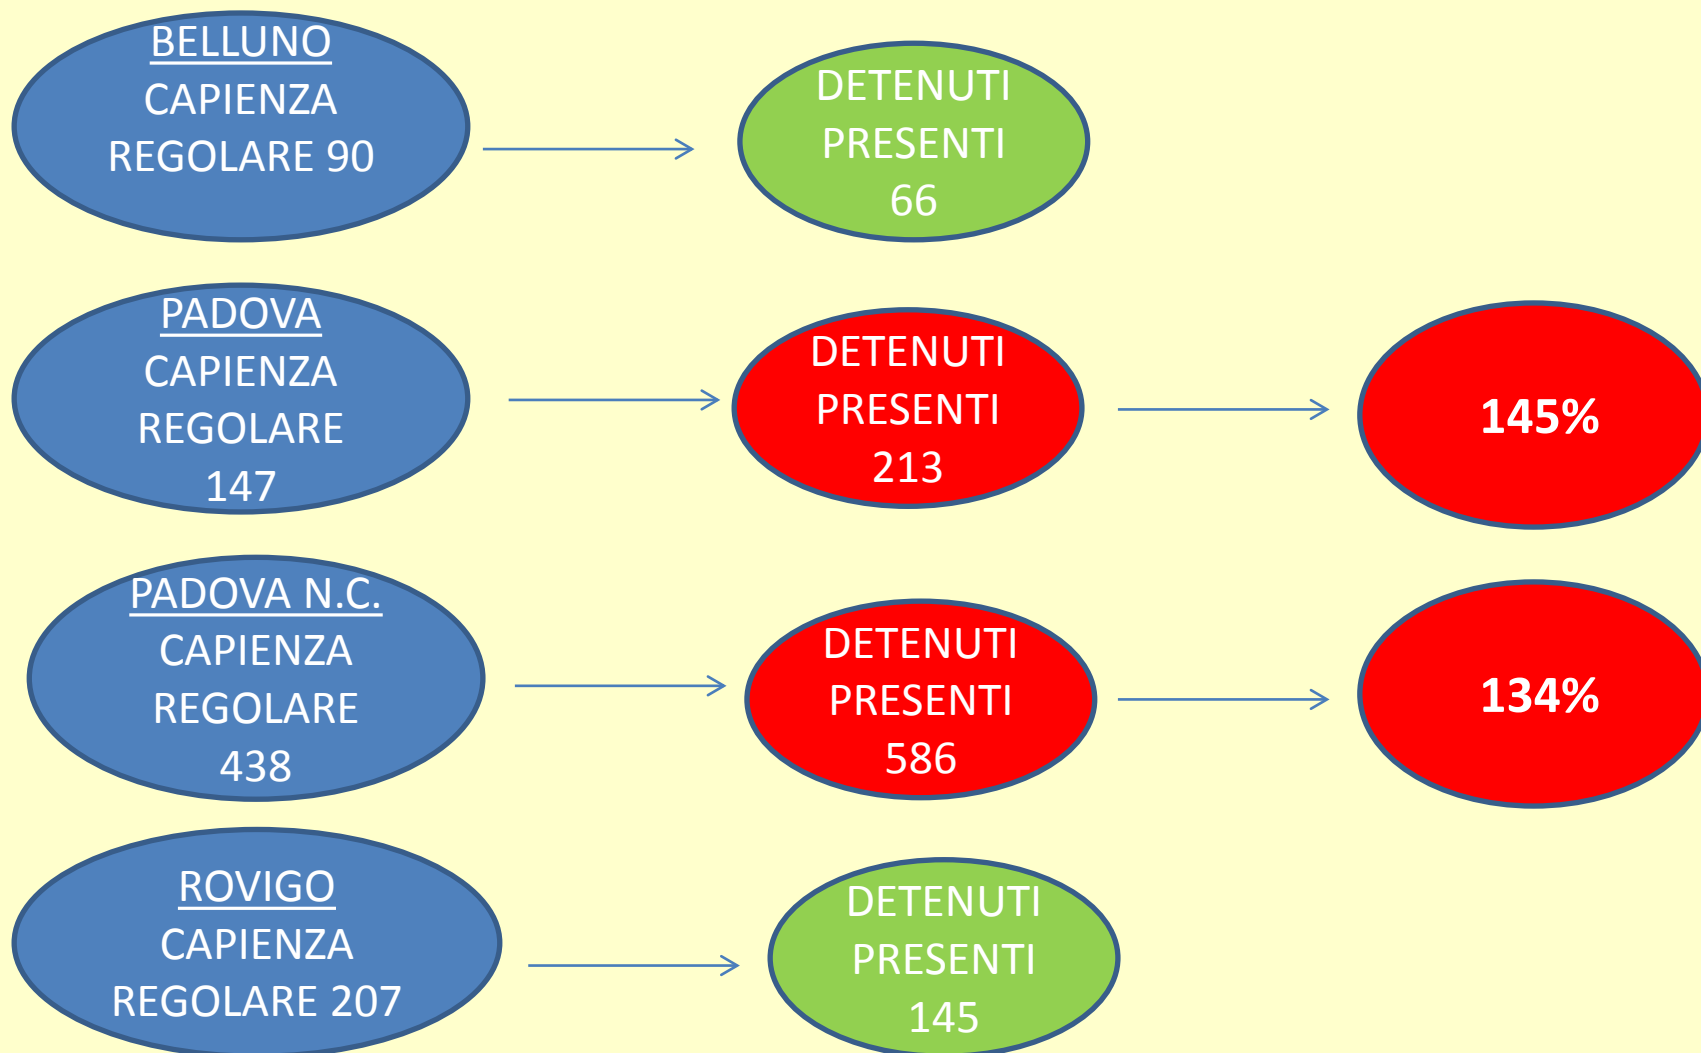 BELLUNO
CAPIENZA
REGOLARE 90
DETENUTI
PRESENTI
66
PADOVA
CAPIENZA
REGOLARE
147
DETENUTI
PRESENTI
213
145%
PADOVA N.C.
CAPIENZA
REGOLARE
438
DETENUTI
PRESENTI
586
134%
ROVIGO
CAPIENZA
REGOLARE 207
DETENUTI
PRESENTI
145